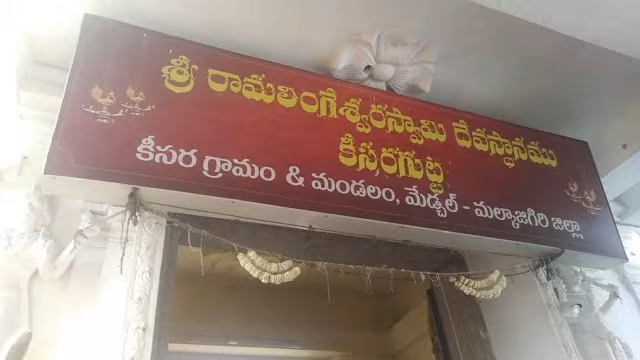 శ్రీ రామలింగేశ్వరస్వామి దేవస్థానము
కీసరగుట్ట
కీసర గ్రామం & మండలం, మేడ్చల్ - మల్కాజిగిరి జిల్లా